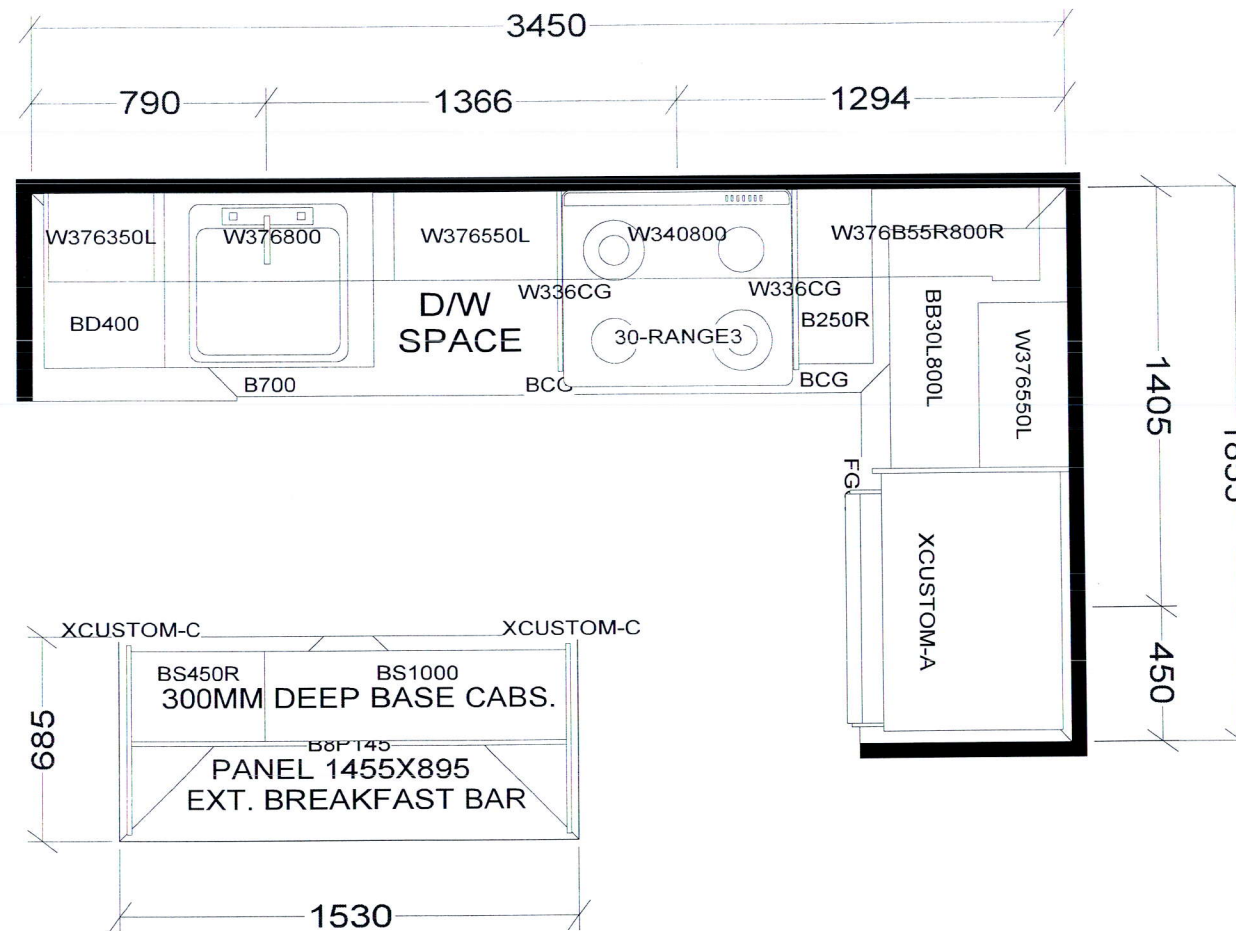 3450
790
1366
1294
W376350L
W376800
W376550L
W340800
W376B55R800R
D/W
SPACE
W336CG
W336CG
BD400
30-RANGE3
B250R
BB30L800L
W376550L
B700
BCG
BCG
1405
FG
XCUSTOM-A
450
XCUSTOM-C
XCUSTOM-C
BS450R
BS1000
300MM DEEP BASE CABS.
685
PANEL 1455X895
EXT. BREAKFAST BAR
1530